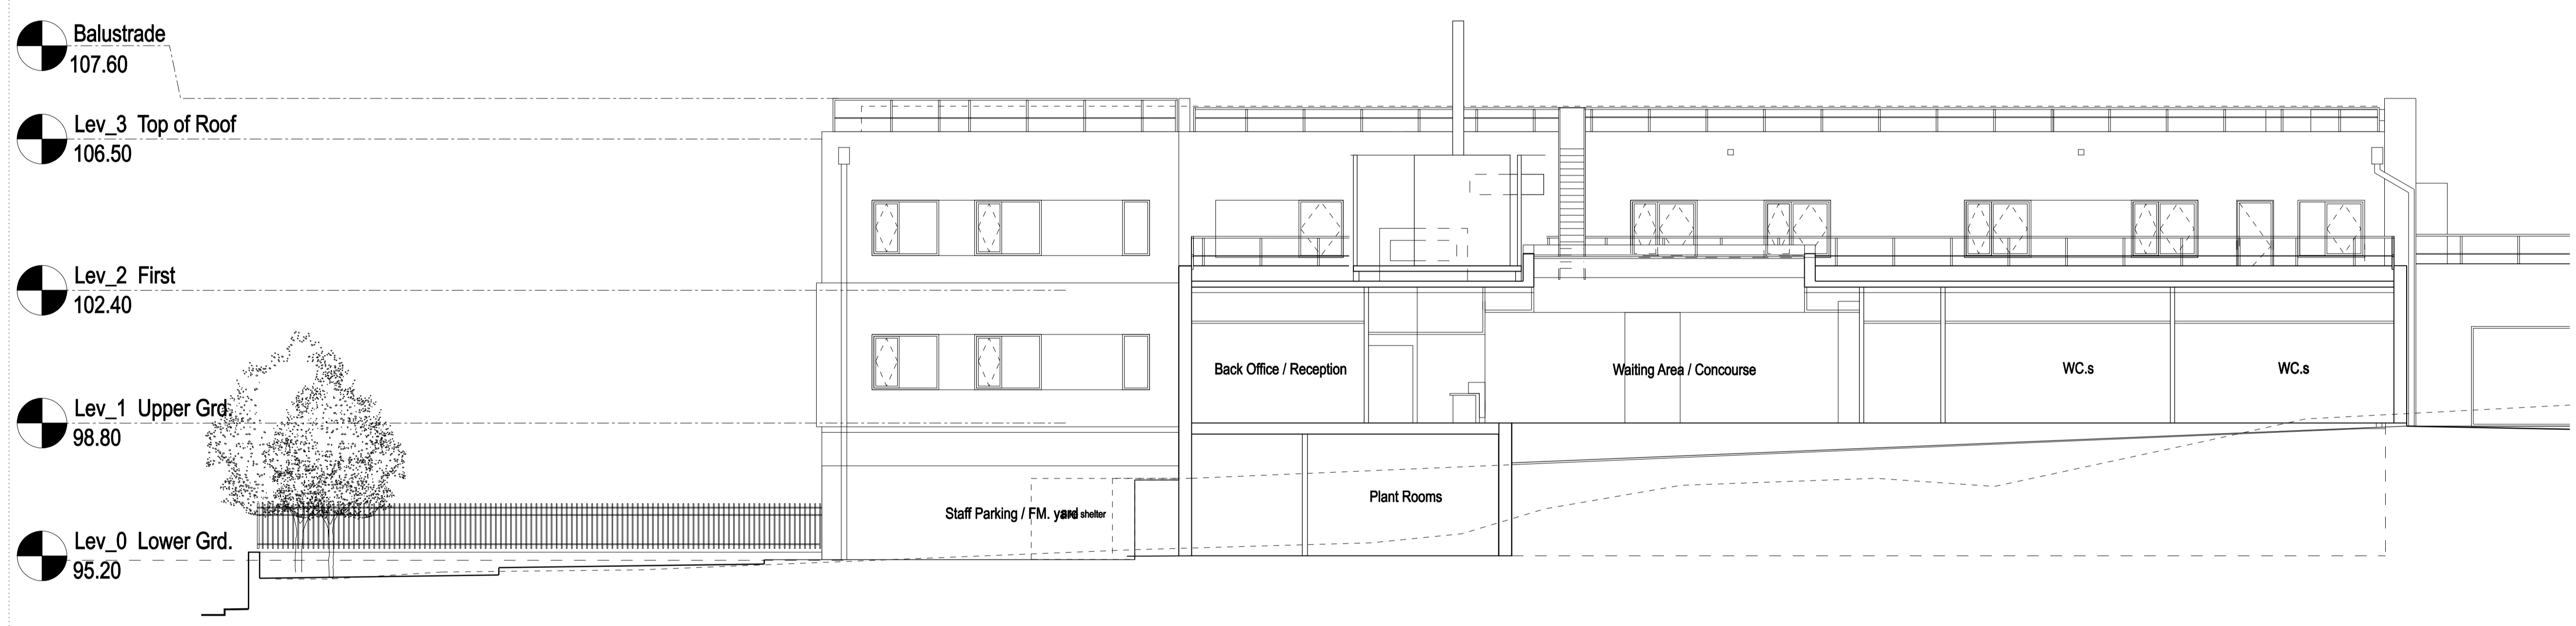 Balustrade
107.60
Lev_3 Top of Roof
106.50
Lev_2 First
102.40
Lev_1 Upper Grd.
98.80
Lev_0 Lower Grd.
95.20
Back Office / Reception
Waiting Area / Concourse
WC.s
WC.s
Plant Rooms
Staff Parking / FM. yard
shelter